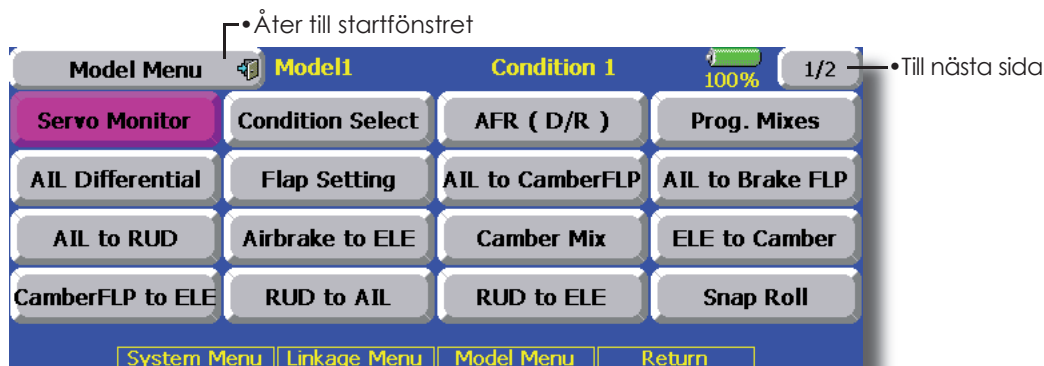 •Åter till startfönstret
Model Menu Model1 Condition 1 100% 1/2 •Till nästa sida
Servo Monitor Condition Select AFR ( D/R ) Prog. Mixes
AIL Differential Flap Setting AIL to CamberFLP AIL to Brake FLP
AIL to RUD Airbrake to ELE Camber Mix ELE to Camber
CamberFLP to ELE RUD to AIL RUD to ELE Snap Roll
System Menu Linkage Menu Model Menu Return